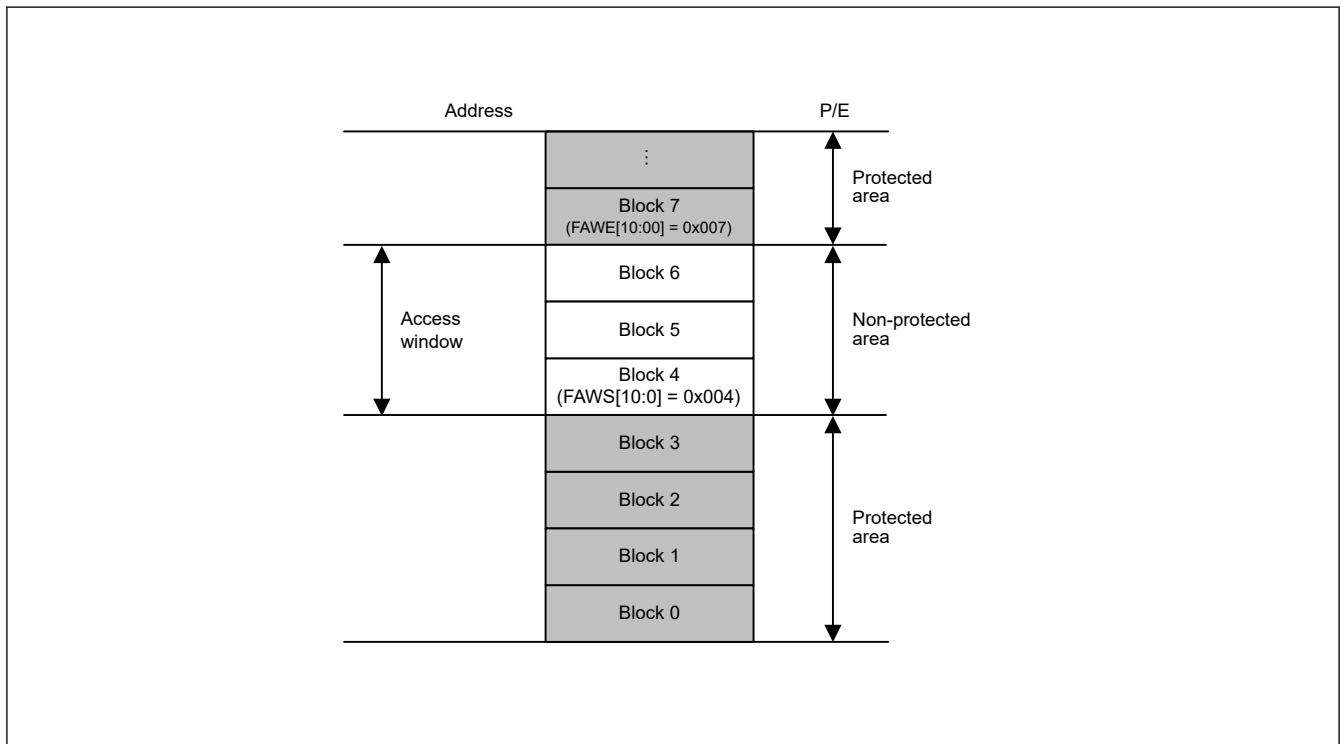 Address
P/E
⋮
Protected
area
Block 7
(FAWE[10:00] = 0x007)
Block 6
Access
window
Block 5
Non-protected
area
Block 4
(FAWS[10:0] = 0x004)
Block 3
Block 2
Protected
area
Block 1
Block 0